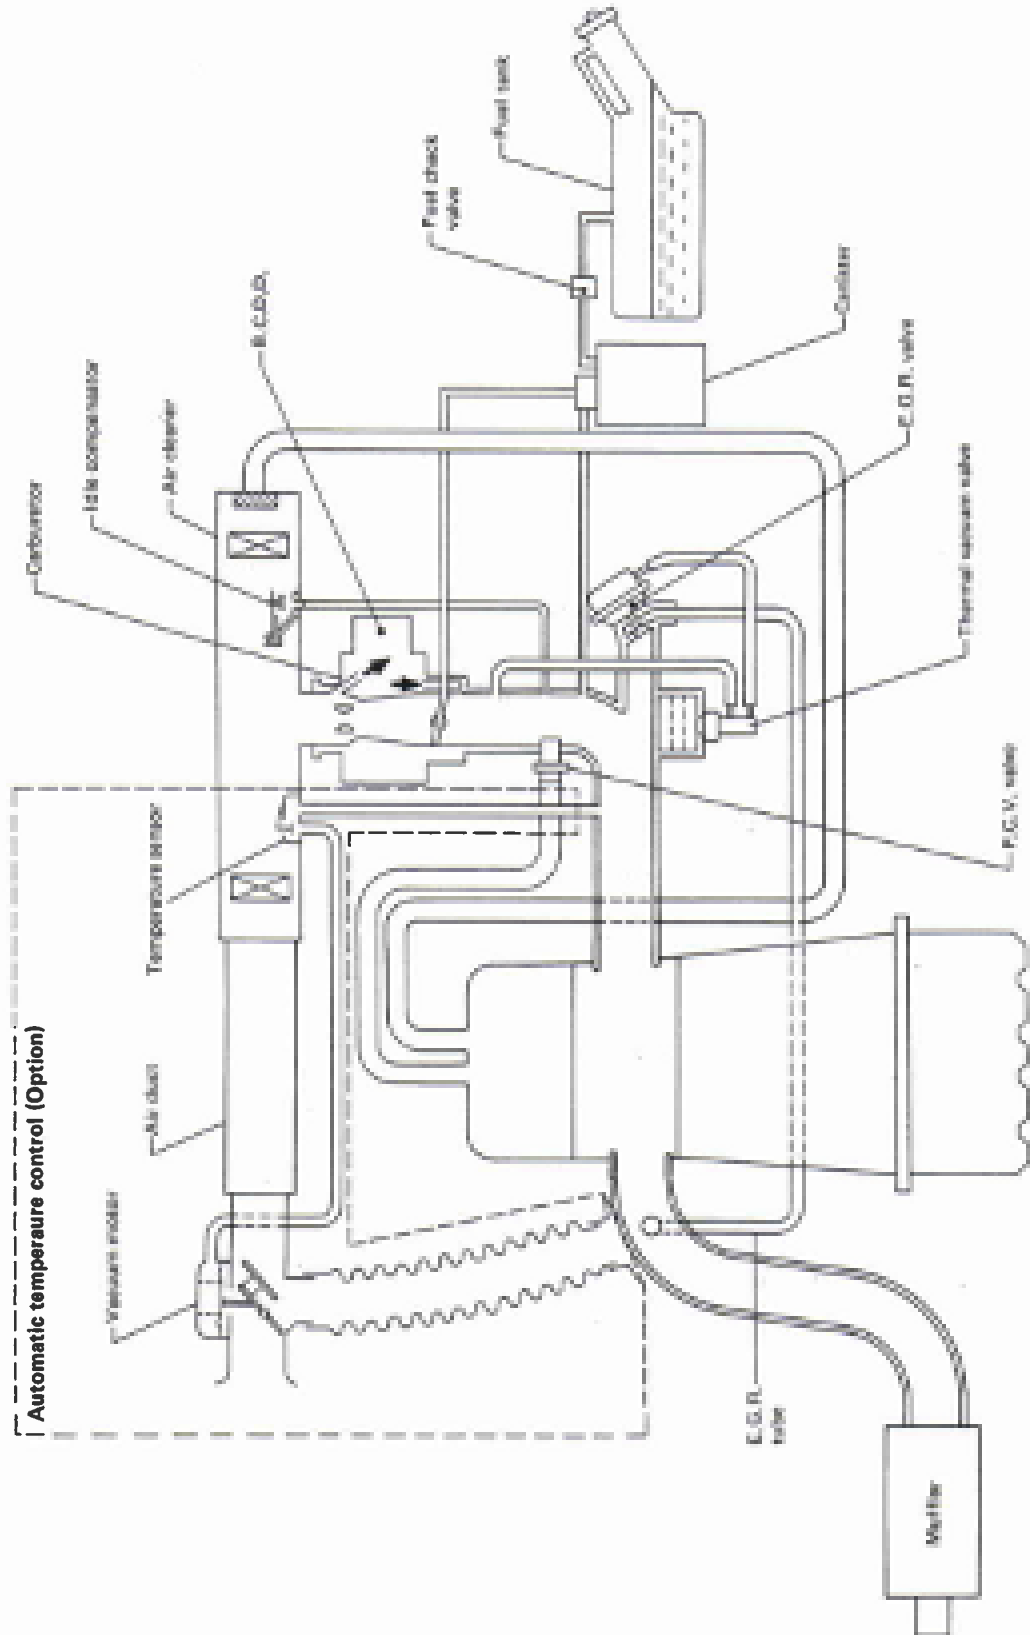 Automatic temperaure control (Option)
Vacuum motor
Air duct
Temperature sensor
Carburetor
Idle compensator
Air cleaner
B.C.D.D.
Fuel check
valve
Fuel tank
Canister
E.G.R. valve
Thermal vacuum valve
P.C.V. valve
E.G.R.
tube
Muffler